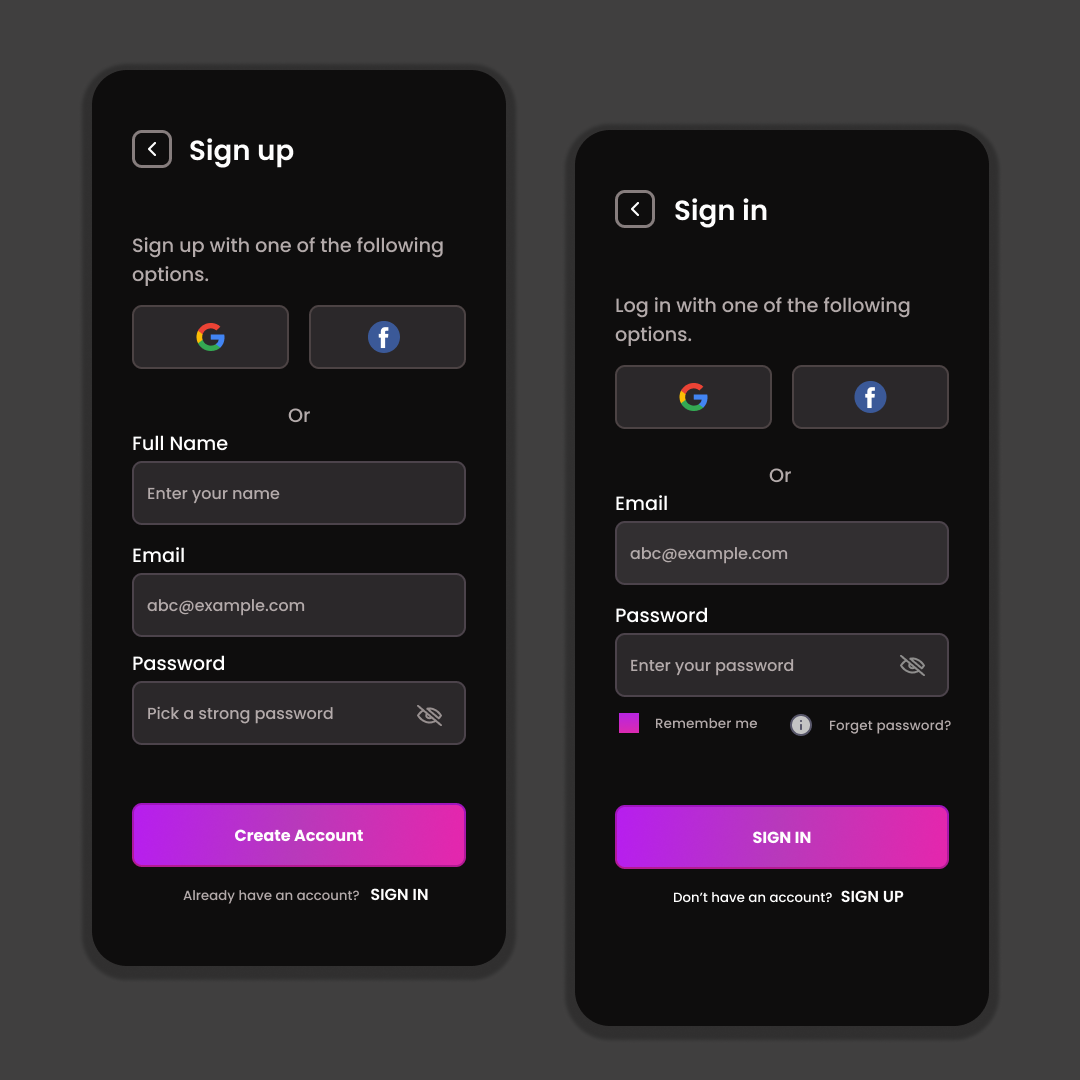 Sign up
Sign up with one of the following
options.
Or
Full Name
Enter your name
Email
abc@example.com
Password
Pick a strong password
Create Account
Already have an account? SIGN IN
Sign in
Log in with one of the following
options.
Or
Email
abc@example.com
Password
Enter your password
Remember me
Forget password?
SIGN IN
Don’t have an account? SIGN UP